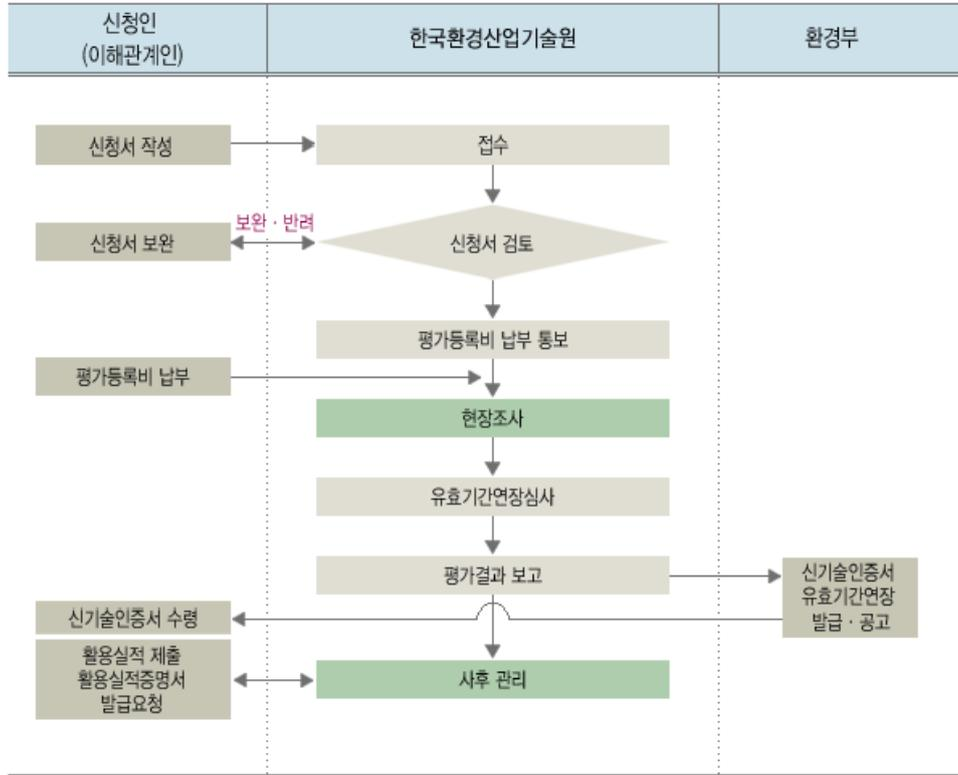 신청인
(이해관계인)
한국환경산업기술원
환경부
신청서 작성
접수
보완 · 반려
신청서 보완
신청서 검토
평가등록비 납부 통보
평가등록비 납부
현장조사
유효기간연장심사
평가결과 보고
신기술인증서
유효기간연장
발급 · 공고
신기술인증서 수령
활용실적 제출
활용실적증명서
발급요청
사후 관리